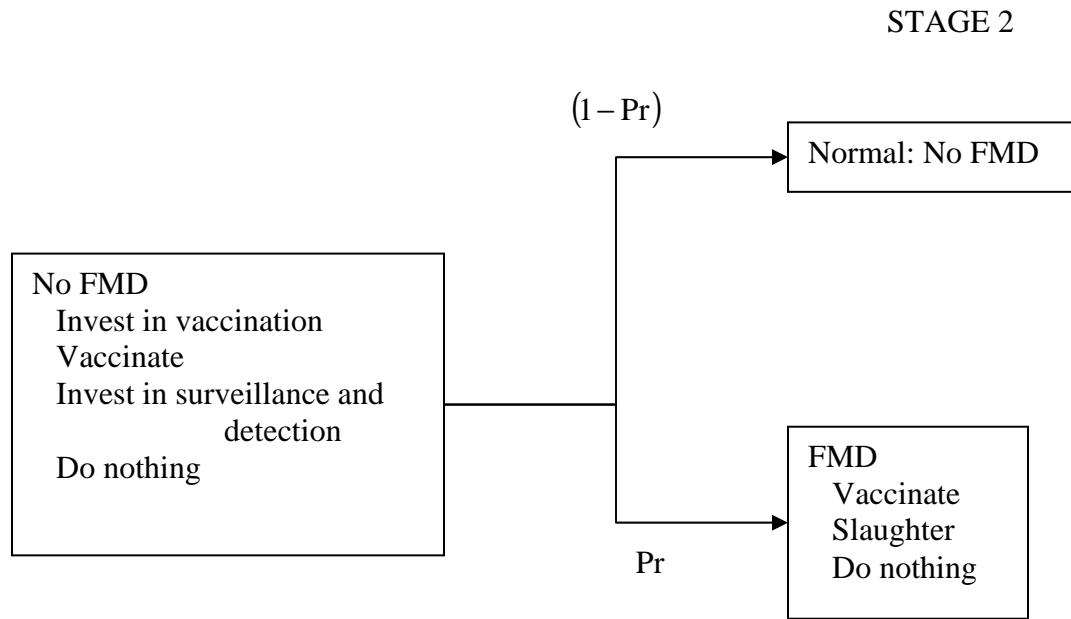 STAGE 2
(1 – Pr)
Normal: No FMD
No FMD
Invest in vaccination
Vaccinate
Invest in surveillance and
detection
Do nothing
FMD
Vaccinate
Slaughter
Do nothing
Pr